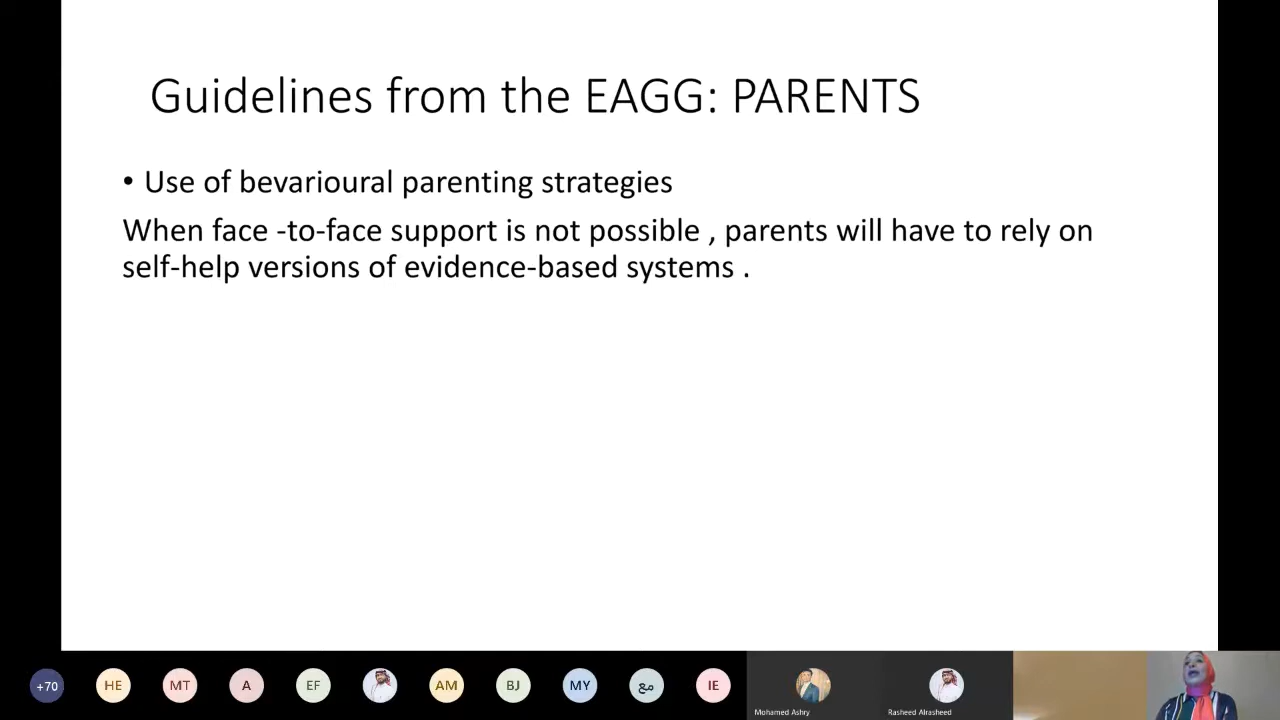 Guidelines from the EAGG: PARENTS
• Use of bevarioural parenting strategies
When face -to-face support is not possible , parents will have to rely on
self-help versions of evidence-based systems .
+70
HE
MT
A
EF
AM
BJ
MY
مع
IE
Mohamed Ashry
Rasheed Alrasheed